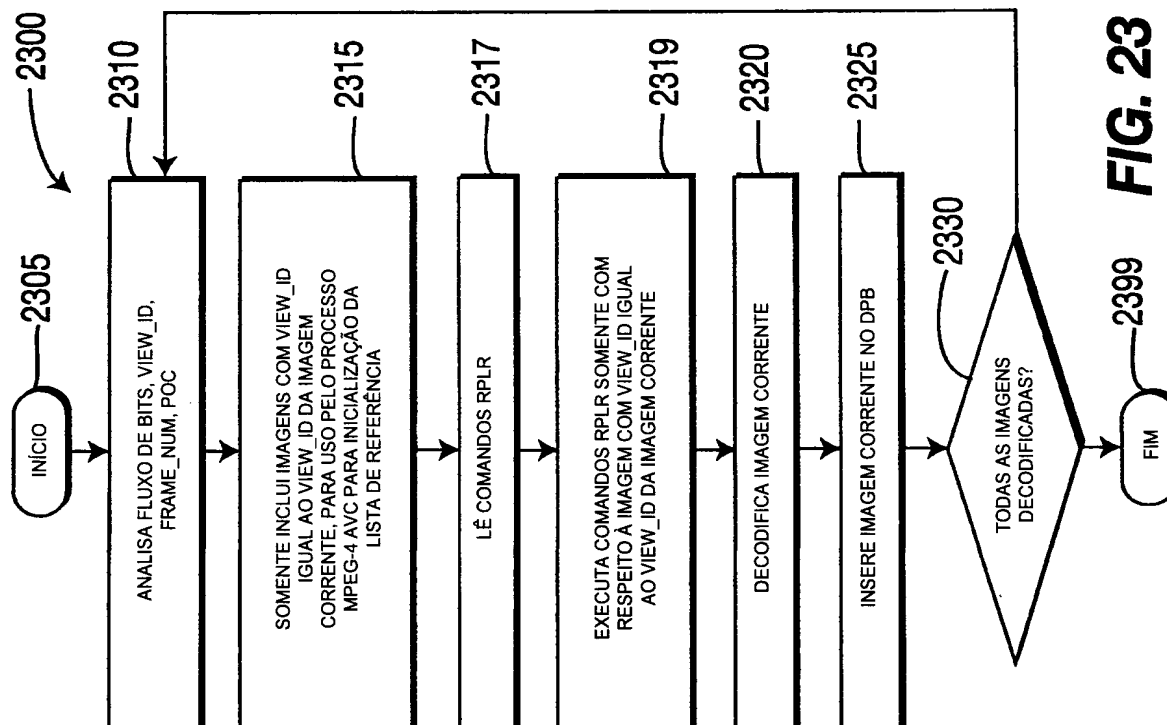 2300
INÍCIO
2305
ANALISA FLUXO DE BITS, VIEW_ID,
FRAME_NUM, POC
2310
SOMENTE INCLUI IMAGENS COM VIEW_ID
IGUAL AO VIEW_ID DA IMAGEM
CORRENTE, PARA USO PELO PROCESSO
MPEG-4 AVC PARA INICIALIZAÇÃO DA
LISTA DE REFERÊNCIA
2315
LÊ COMANDOS RPLR
2317
EXECUTA COMANDOS RPLR SOMENTE COM
RESPEITO À IMAGEM COM VIEW_ID IGUAL
AO VIEW_ID DA IMAGEM CORRENTE
2319
DECODIFICA IMAGEM CORRENTE
2320
INSERE IMAGEM CORRENTE NO DPB
2325
TODAS AS IMAGENS
DECODIFICADAS?
2330
FIM
2399
FIG. 23